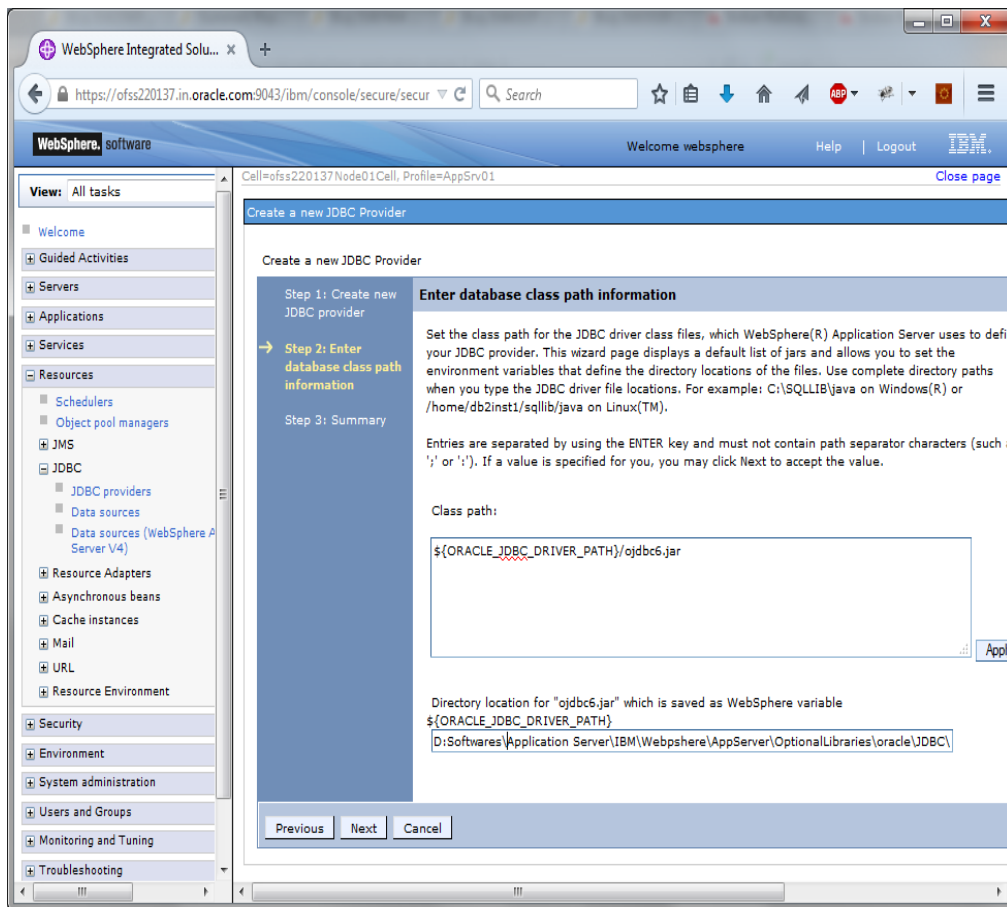 WebSphere Integrated Solu... ×
+
https://ofss220137.in.oracle.com:9043/ibm/console/secure/secur
Search
ABP
WebSphere. software
Welcome websphere
Help | Logout
IBM.
View: All tasks
Welcome
Guided Activities
Servers
Applications
Services
Resources
Schedulers
Object pool managers
JMS
JDBC
JDBC providers
Data sources
Data sources (WebSphere A
Server V4)
Resource Adapters
Asynchronous beans
Cache instances
Mail
URL
Resource Environment
Security
Environment
System administration
Users and Groups
Monitoring and Tuning
Troubleshooting
Cell=ofss220137Node01Cell, Profile=AppSrv01
Close page
Create a new JDBC Provider
Create a new JDBC Provider
Step 1: Create new
JDBC provider
Step 2: Enter
database class path
information
Step 3: Summary
Enter database class path information
Set the class path for the JDBC driver class files, which WebSphere(R) Application Server uses to defi
your JDBC provider. This wizard page displays a default list of jars and allows you to set the
environment variables that define the directory locations of the files. Use complete directory paths
when you type the JDBC driver file locations. For example: C:\SQLLIB\java on Windows(R) or
/home/db2inst1/sqllib/java on Linux(TM).
Entries are separated by using the ENTER key and must not contain path separator characters (such
';' or ':'). If a value is specified for you, you may click Next to accept the value.
Class path:
${ORACLE_JDBC_DRIVER_PATH}/ojdbc6.jar
Appl
Directory location for "ojdbc6.jar" which is saved as WebSphere variable
${ORACLE_JDBC_DRIVER_PATH}
D:Softwares\Application Server\IBM\Webpshere\AppServer\OptionalLibraries\oracle\JDBC\
Previous
Next
Cancel